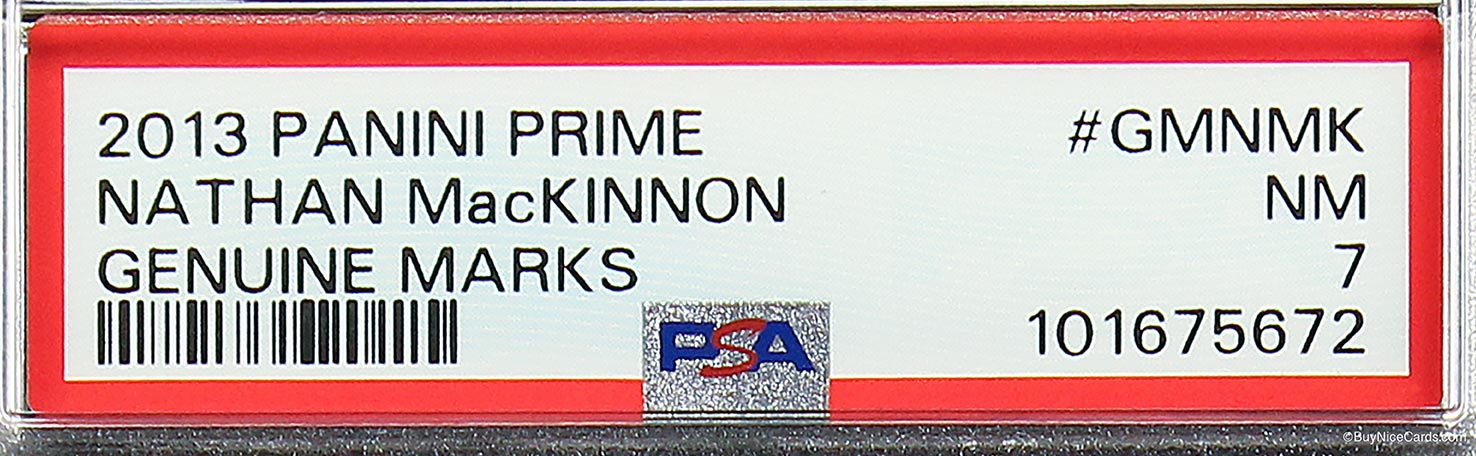 2013 PANINI PRIME #GMNMK
NATHAN MacKINNON NM
GENUINE MARKS 7
PSA 101675672
©BuyNiceCards.com